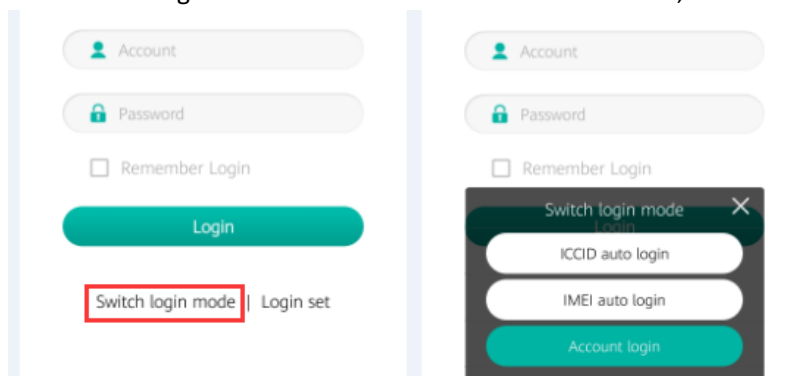 Account
Password
Remember Login
Login
Switch login mode | Login set
Account
Password
Remember Login
Switch login mode
Login
ICCID auto login
IMEI auto login
Account login